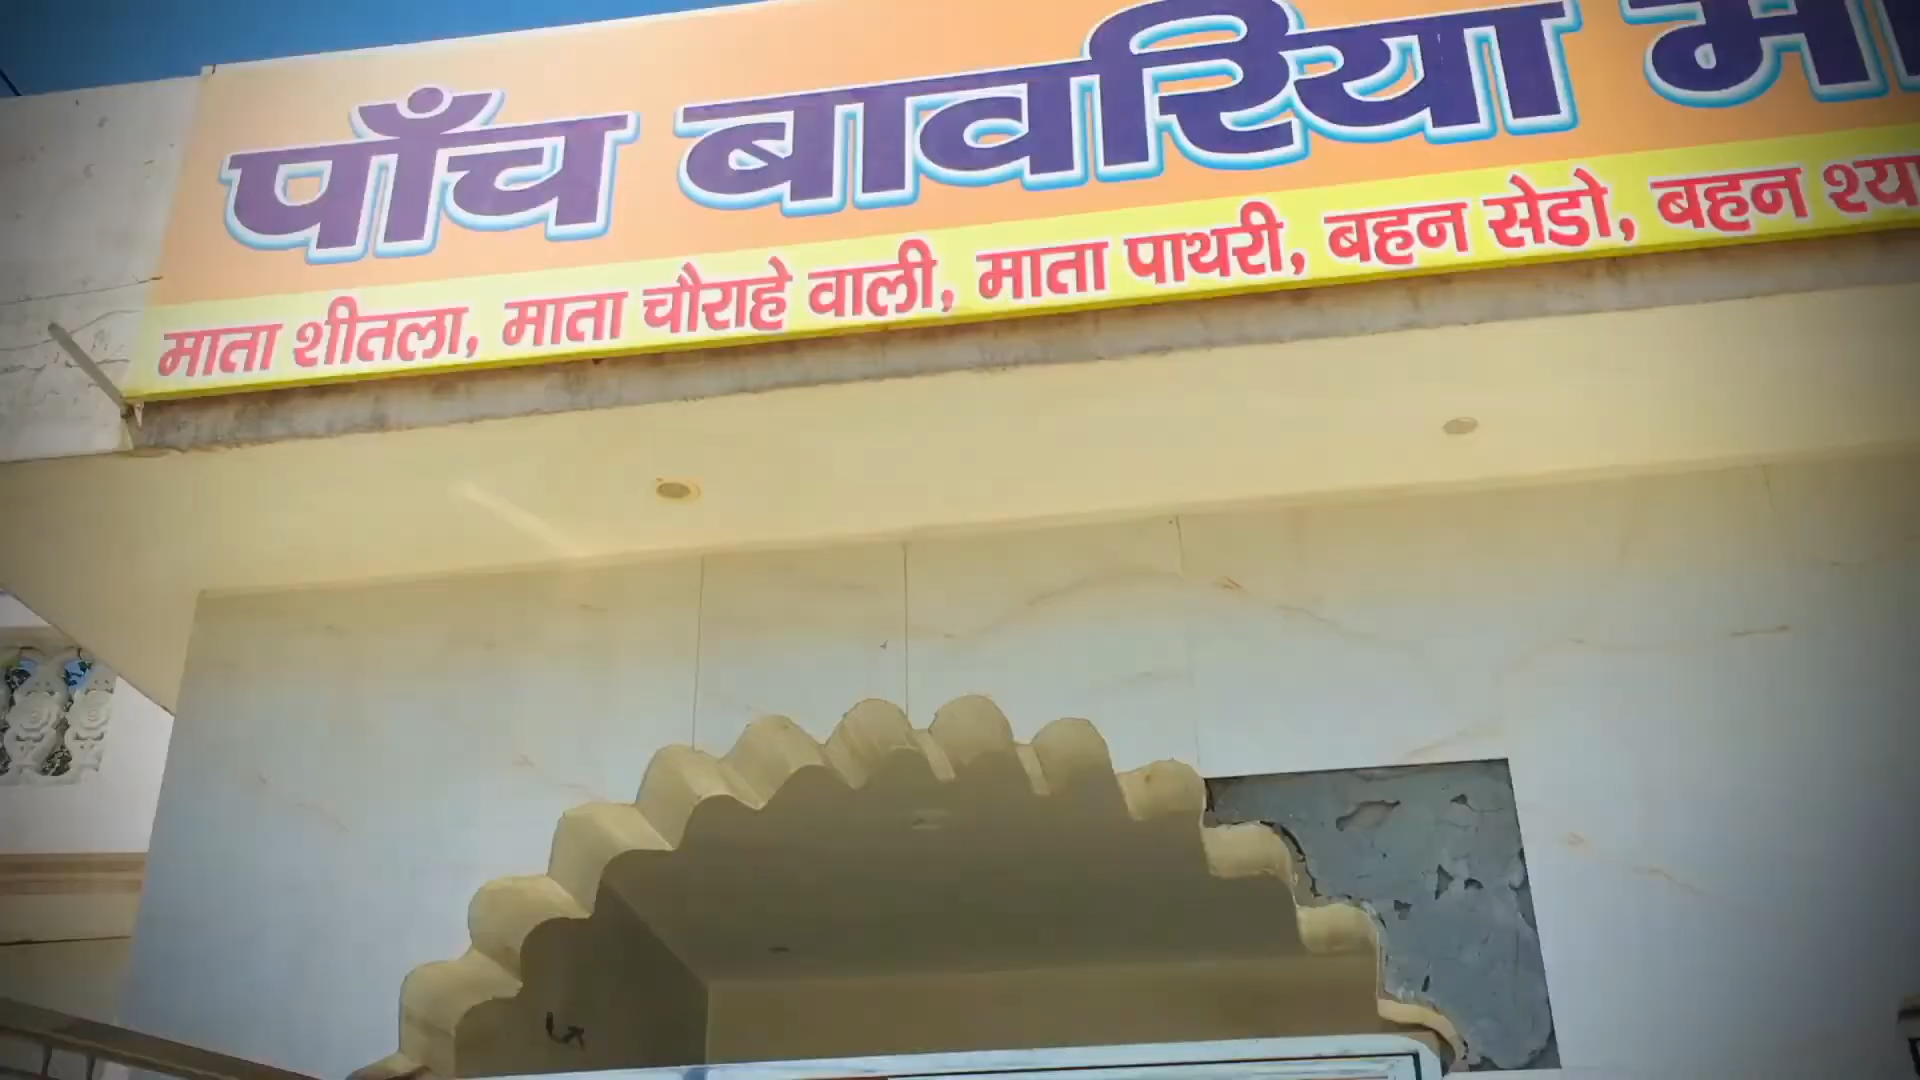 पाँच बावरिया
माता शीतला, माता चौराहे वाली, माता पाथरी, बहन सेडो, बहन